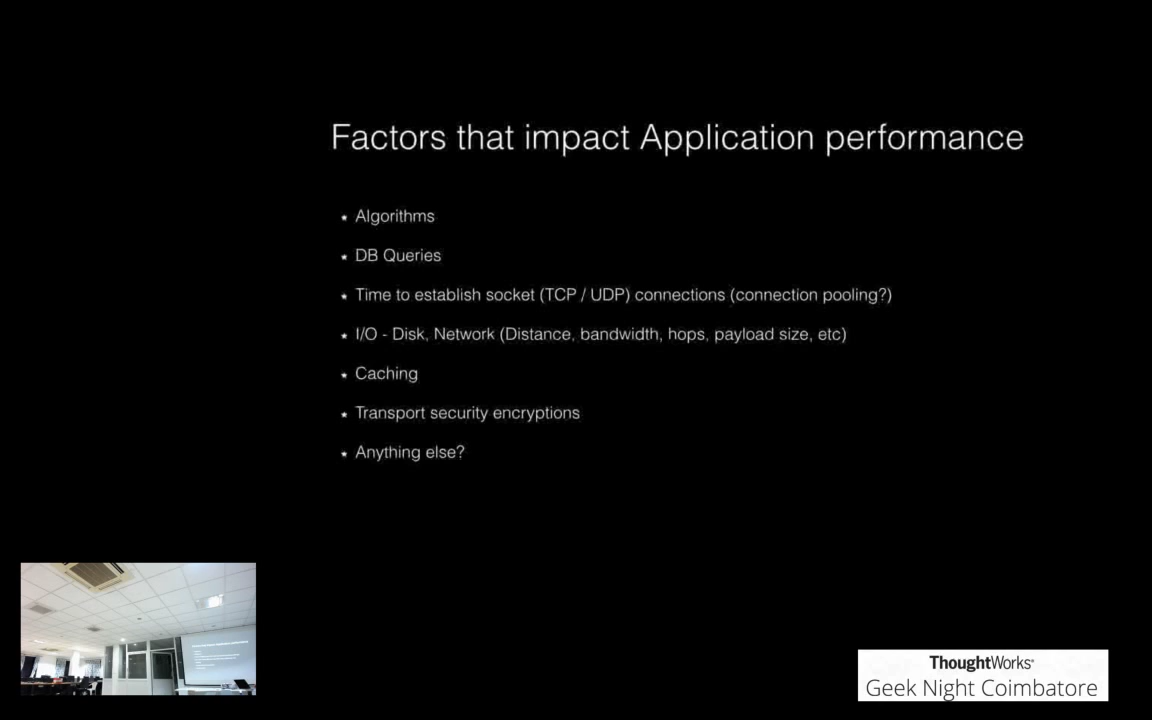 Factors that impact Application performance
Algorithms
DB Queries
Time to establish socket (TCP / UDP) connections (connection pooling?)
I/O - Disk, Network (Distance, bandwidth, hops, payload size, etc)
Caching
Transport security encryptions
Anything else?
ThoughtWorks®
Geek Night Coimbatore